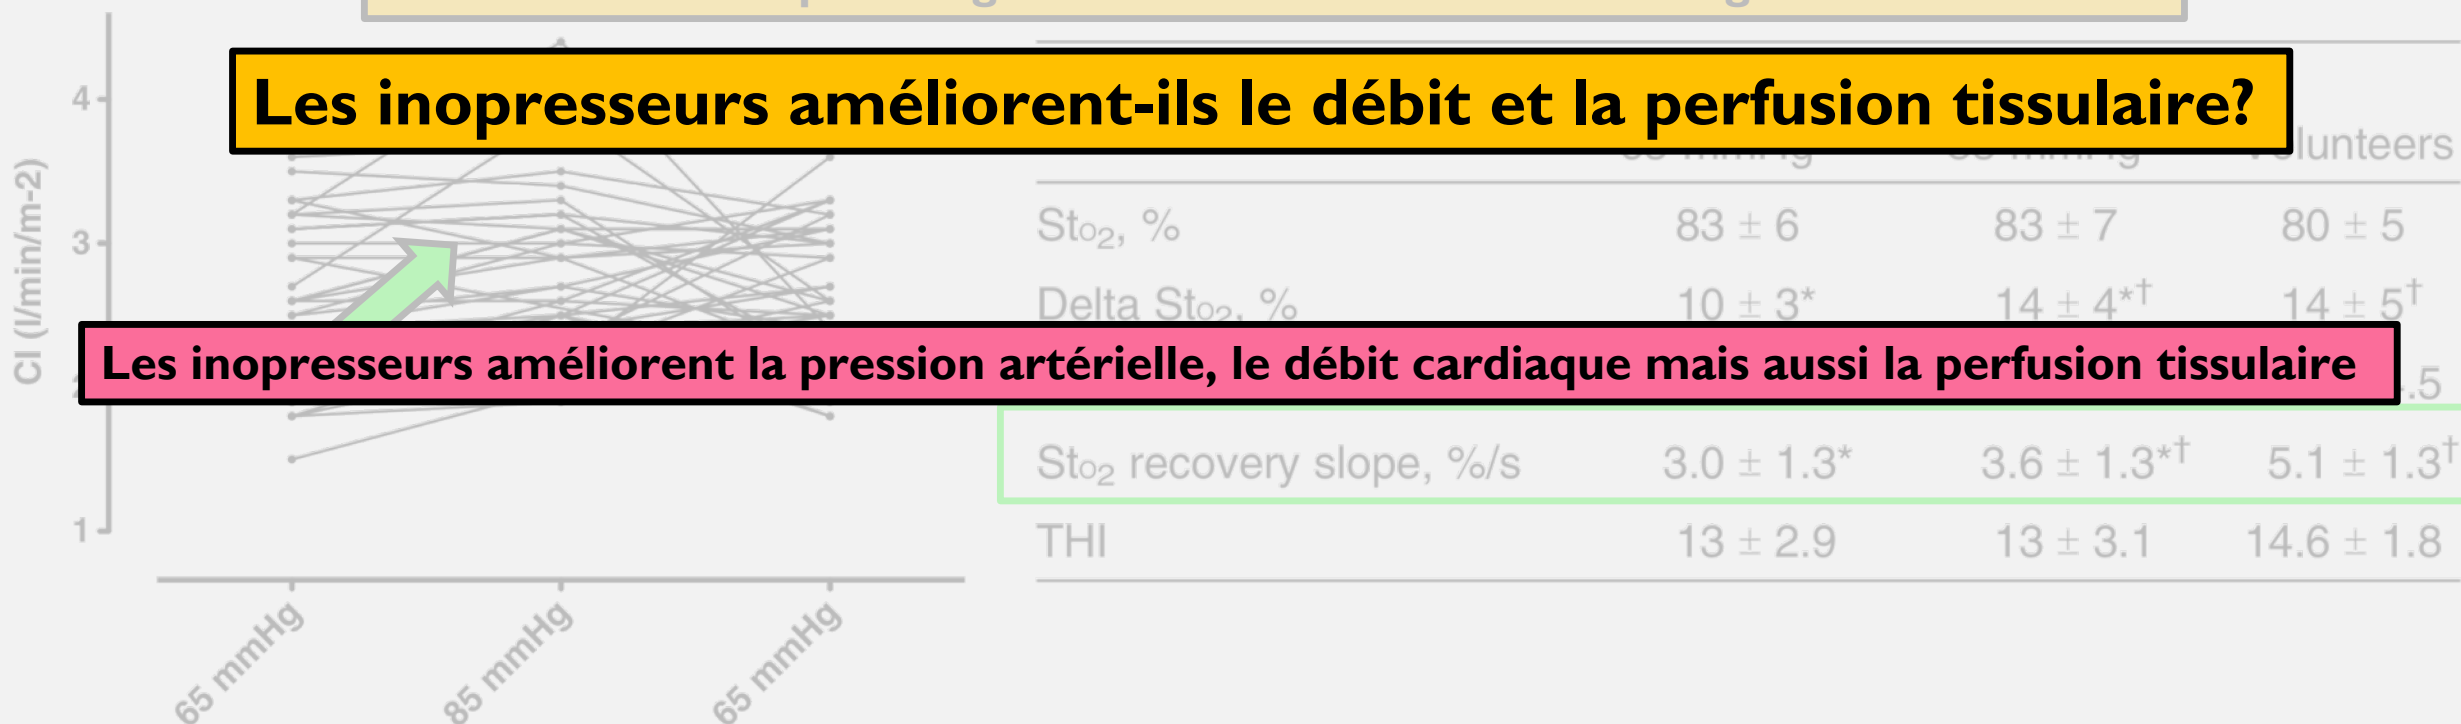 Les inopresseurs améliorent-ils le débit et la perfusion tissulaire?
4
CI (l/min/m-2)
3
1
65 mmHg
85 mmHg
65 mmHg
StO₂, % 83 ± 6 83 ± 7 80 ± 5
Delta StO₂, % 10 ± 3* 14 ± 4*† 14 ± 5†
Les inopresseurs améliorent la pression artérielle, le débit cardiaque mais aussi la perfusion tissulaire
.5
StO₂ recovery slope, %/s 3.0 ± 1.3* 3.6 ± 1.3*† 5.1 ± 1.3†
THI 13 ± 2.9 13 ± 3.1 14.6 ± 1.8